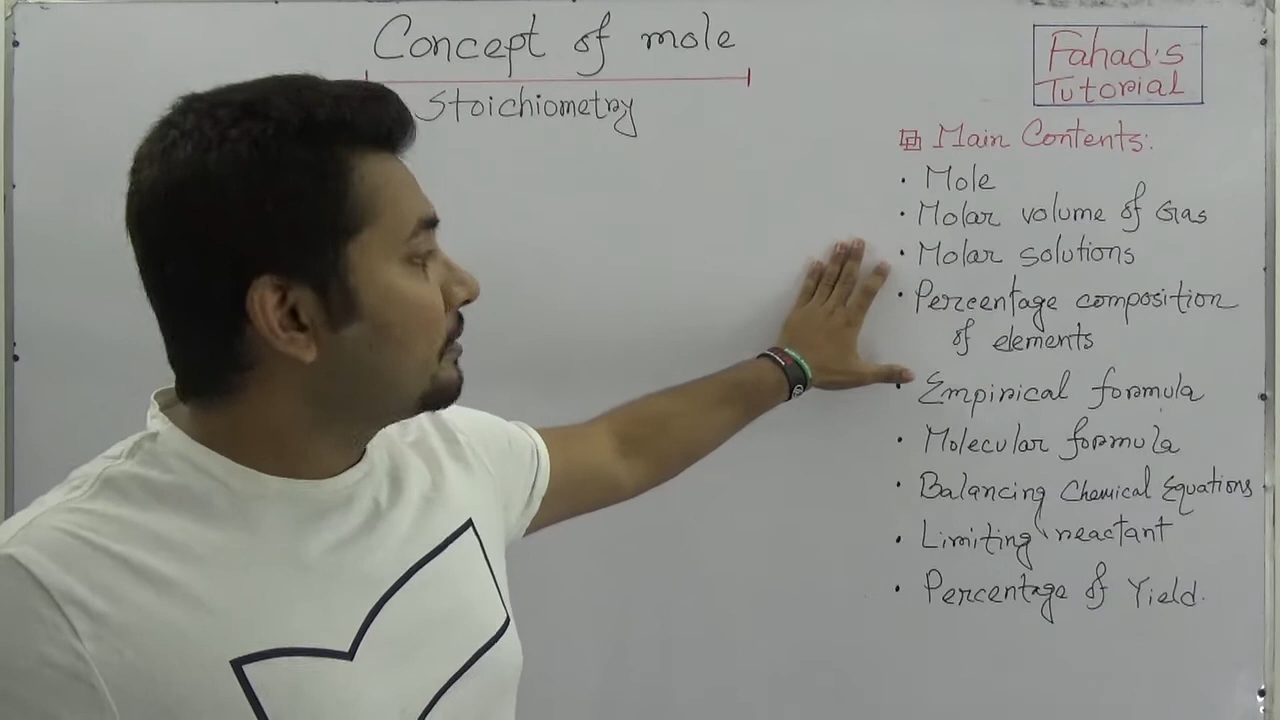 Concept of mole
Stoichiometry
Fahad's
Tutorial
Main Contents:
• Mole
• Molar volume of Gas
• Molar solutions
• Percentage composition
of elements
• Empirical formula
• Molecular formula
• Balancing Chemical Equations
• Limiting reactant
• Percentage of Yield.